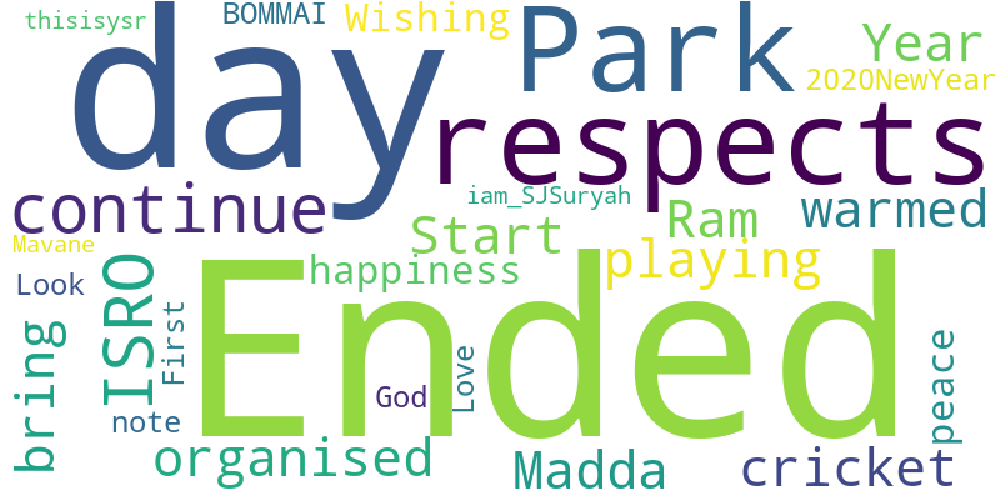 thisisysr
day
BOMMAI
Wishing
Park
Year
2020NewYear
respects
continue
iam_SJSuryah
Ram
warmed
Mavane
Start
playing
Look
happiness
ISRO
Ended
First
bring
God
Love
peace
note
organised
Madda
cricket